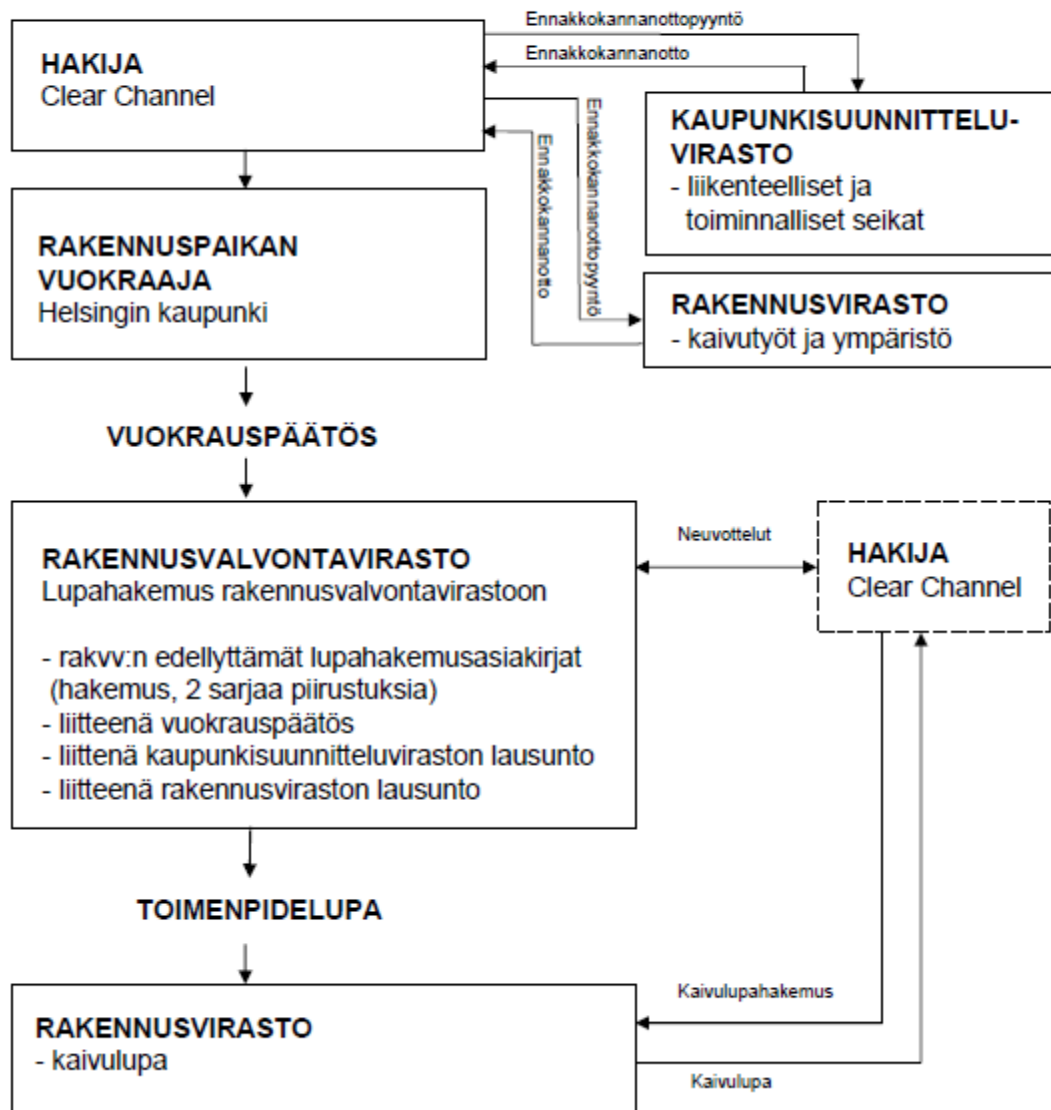 Ennakkokannanottopyyntö
HAKIJA
Clear Channel
Ennakkokannanotto
Ennakkokannanottopyyntö
Ennakkokannanotto
KAUPUNKISUUNNITTELU-
VIRASTO
- liikenteelliset ja
toiminnalliset seikat
RAKENNUSPAIKAN
VUOKRAAJA
Helsingin kaupunki
RAKENNUSVIRASTO
- kaivutyöt ja ympäristö
VUOKRAUSPÄÄTÖS
RAKENNUSVALVONTAVIRASTO
Lupahakemus rakennusvalvontavirastoon
- rakvv:n edellyttämät lupahakemusasiakirjat
(hakemus, 2 sarjaa piirustuksia)
- liitteenä vuokrauspäätös
- liittenä kaupunkisuunnitteluviraston lausunto
- liitteenä rakennusviraston lausunto
Neuvottelut
HAKIJA
Clear Channel
TOIMENPIDELUPA
Kaivulupahakemus
RAKENNUSVIRASTO
- kaivulupa
Kaivulupa